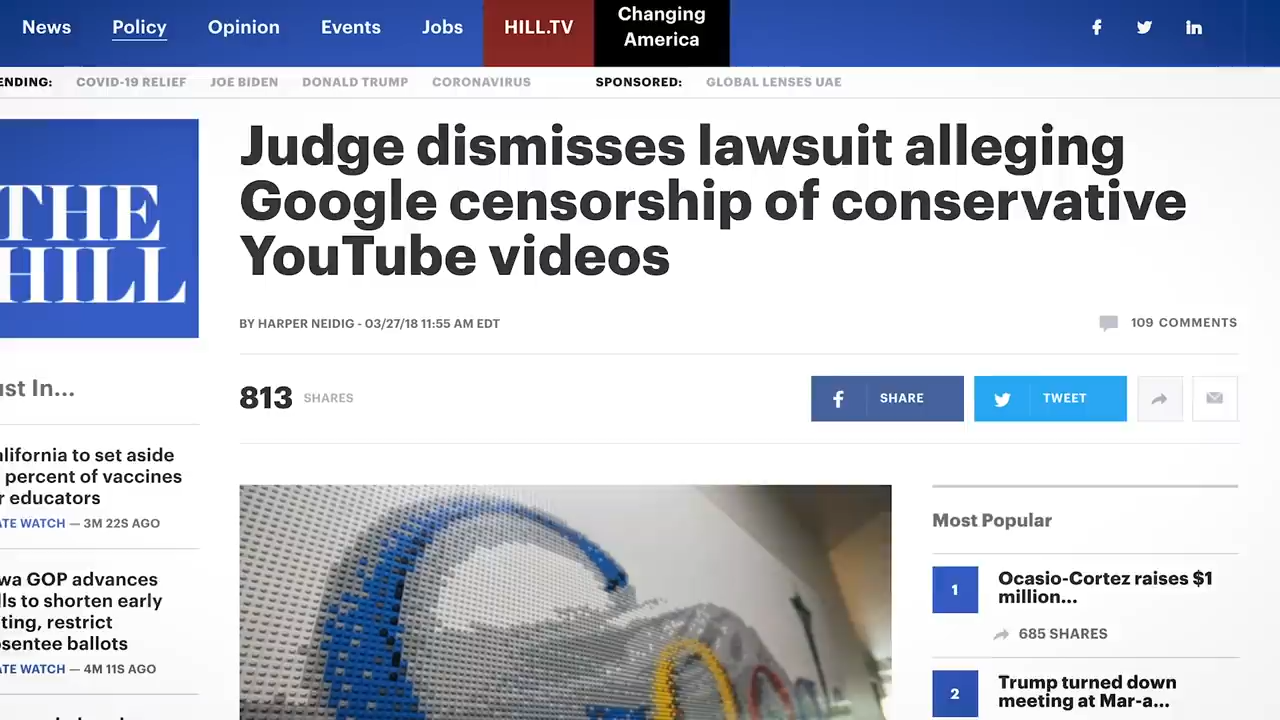 News Policy Opinion Events Jobs HILL.TV Changing
America
ENDING: COVID-19 RELIEF JOE BIDEN DONALD TRUMP CORONAVIRUS SPONSORED: GLOBAL LENSES UAE
THE
HILL
Judge dismisses lawsuit alleging
Google censorship of conservative
YouTube videos
BY HARPER NEIDIG - 03/27/18 11:55 AM EDT
109 COMMENTS
813 SHARES
SHARE
TWEET
ust In...
alifornia to set aside
percent of vaccines
r educators
ATE WATCH — 3M 22S AGO
wa GOP advances
lls to shorten early
ting, restrict
sentee ballots
ATE WATCH — 4M 11S AGO
Most Popular
1 Ocasio-Cortez raises $1
million...
685 SHARES
2 Trump turned down
meeting at Mar-a...